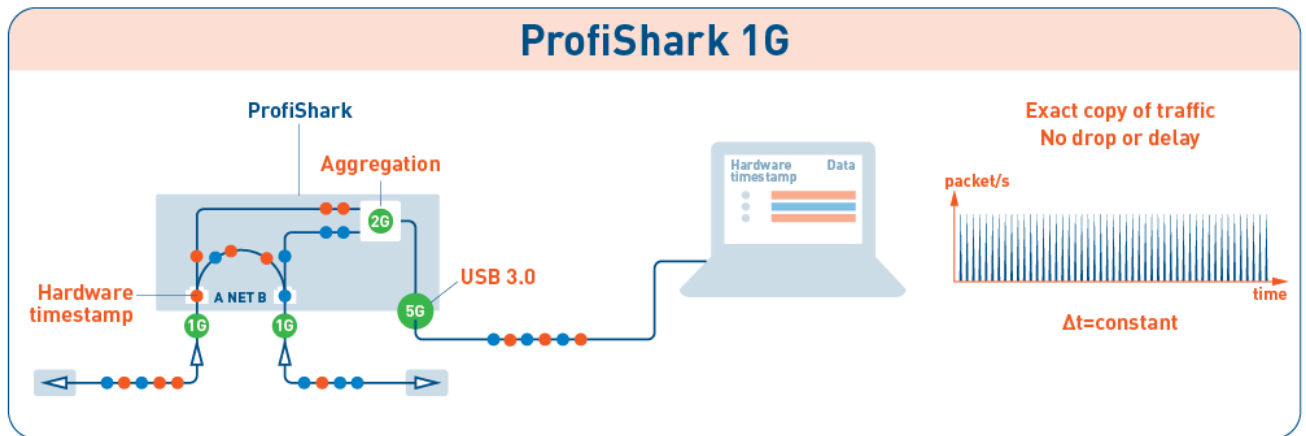 ProfiShark 1G
ProfiShark
Aggregation
2G
Hardware
timestamp
A NET B
1G
1G
USB 3.0
5G
Hardware
timestamp
Data
Exact copy of traffic
No drop or delay
packet/s
time
Δt=constant